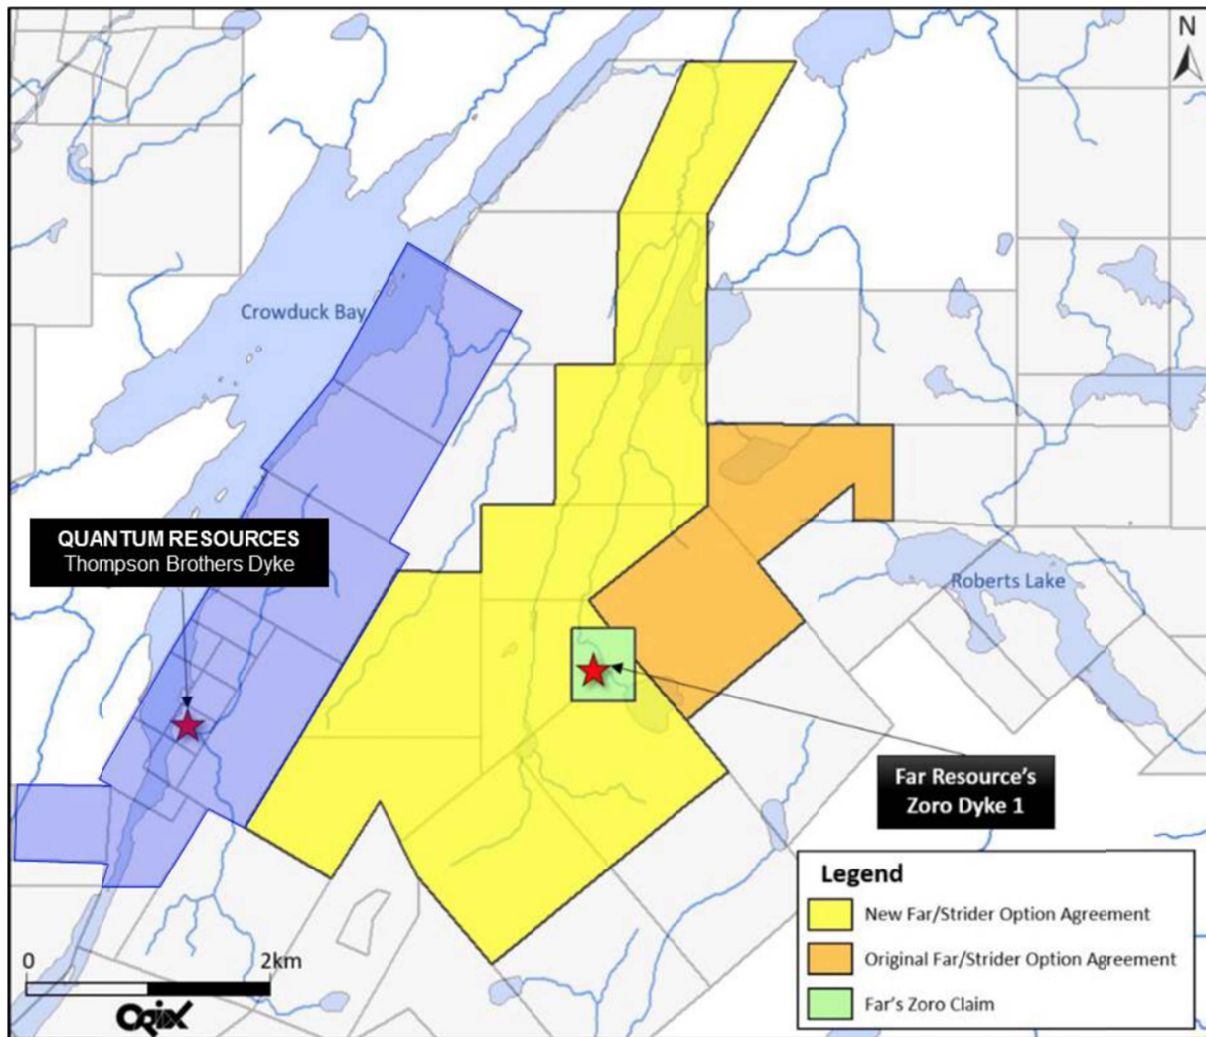 N
Crowduck Bay
QUANTUM RESOURCES
Thompson Brothers Dyke
Roberts Lake
Far Resource's
Zoro Dyke 1
Legend
New Far/Strider Option Agreement
Original Far/Strider Option Agreement
Far's Zoro Claim
0 2km